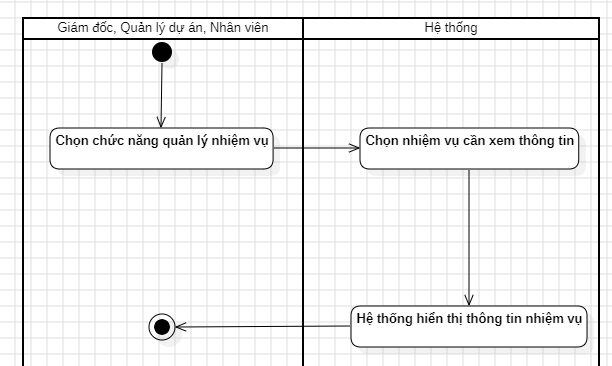 Giám đốc, Quản lý dự án, Nhân viên
Hệ thống
Chọn chức năng quản lý nhiệm vụ
Chọn nhiệm vụ cần xem thông tin
Hệ thống hiển thị thông tin nhiệm vụ